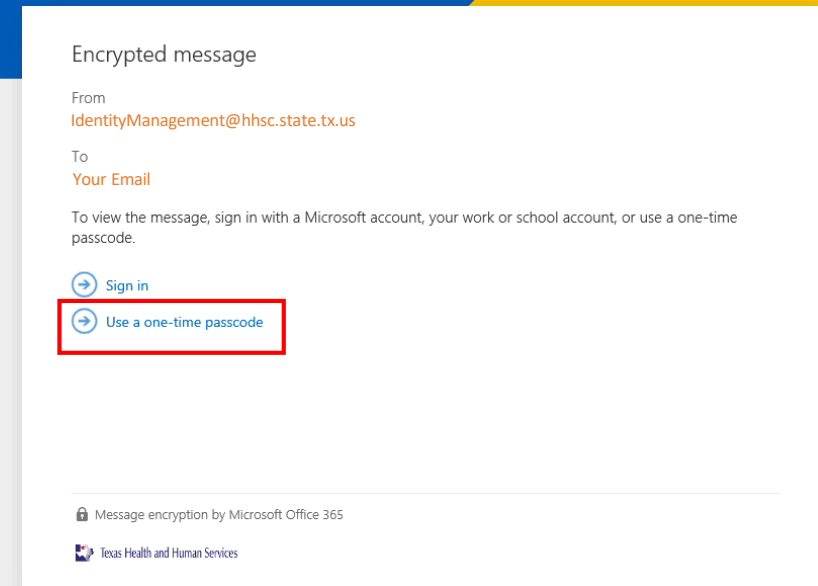 Encrypted message
From
IdentityManagement@hhsc.state.tx.us
To
Your Email
To view the message, sign in with a Microsoft account, your work or school account, or use a one-time
passcode.
Sign in
Use a one-time passcode
Message encryption by Microsoft Office 365
Texas Health and Human Services